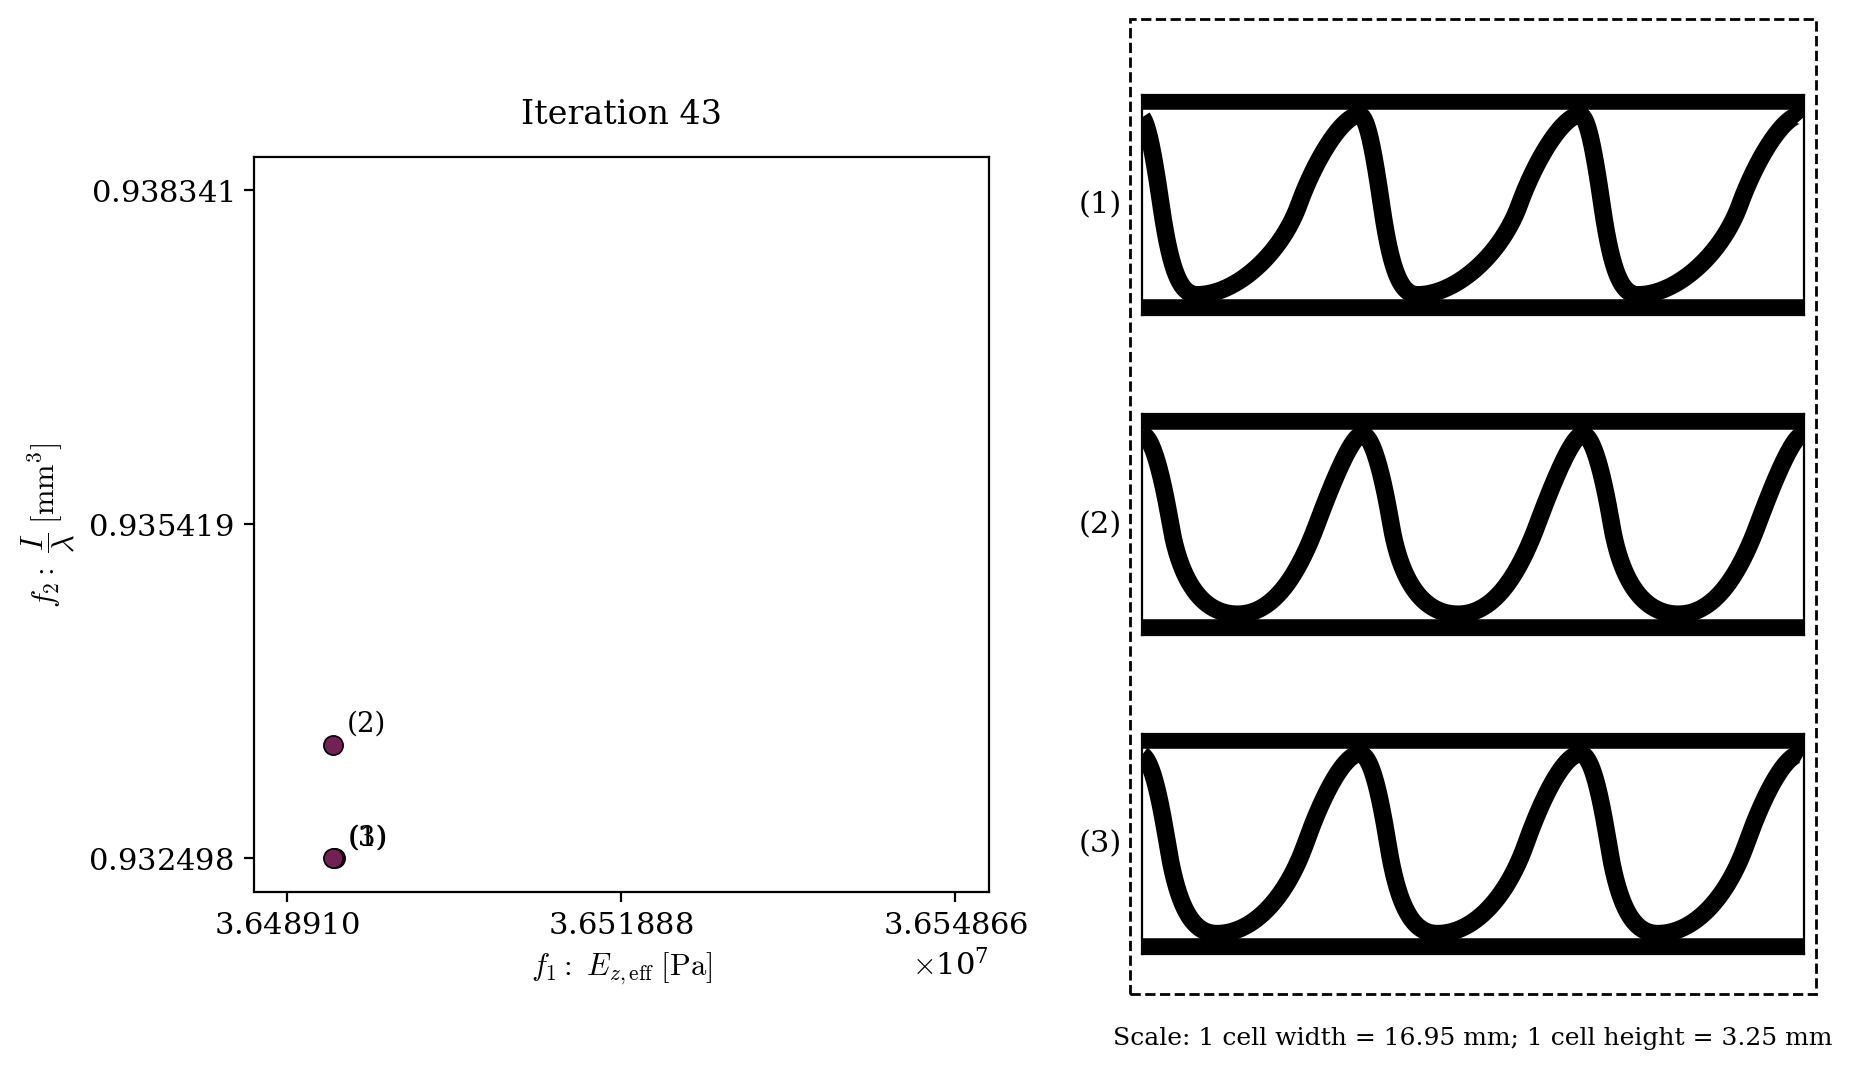 Iteration 43
0.938341
0.935419
0.932498
f₂ : I/λ [mm³]
(2)
(1)
(3)
3.648910 3.651888 3.654866
×10⁷
f₁ : E_z,eff [Pa]
(1)
(2)
(3)
Scale: 1 cell width = 16.95 mm; 1 cell height = 3.25 mm